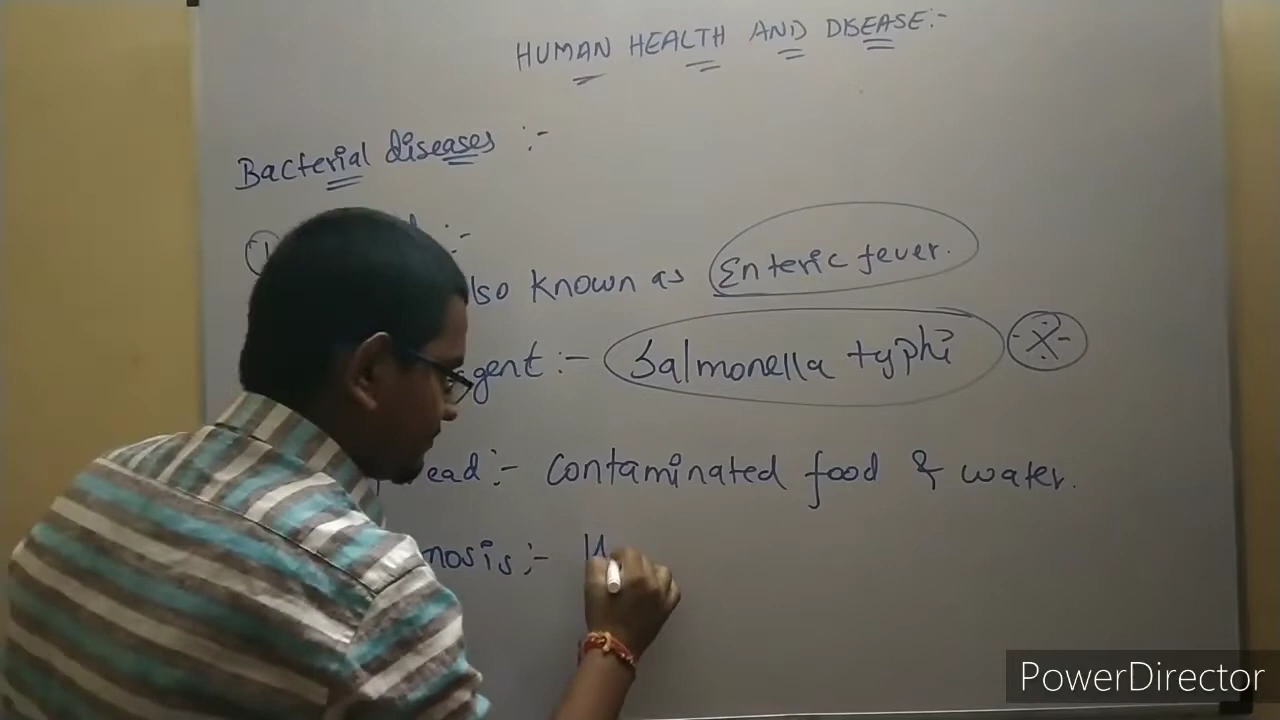 HUMAN HEALTH AND DISEASE:-
Bacterial diseases :-
1 :-
lso known as Enteric fever.
gent :- Salmonella typhi X
ead :- Contaminated food & water.
nosis :-
PowerDirector